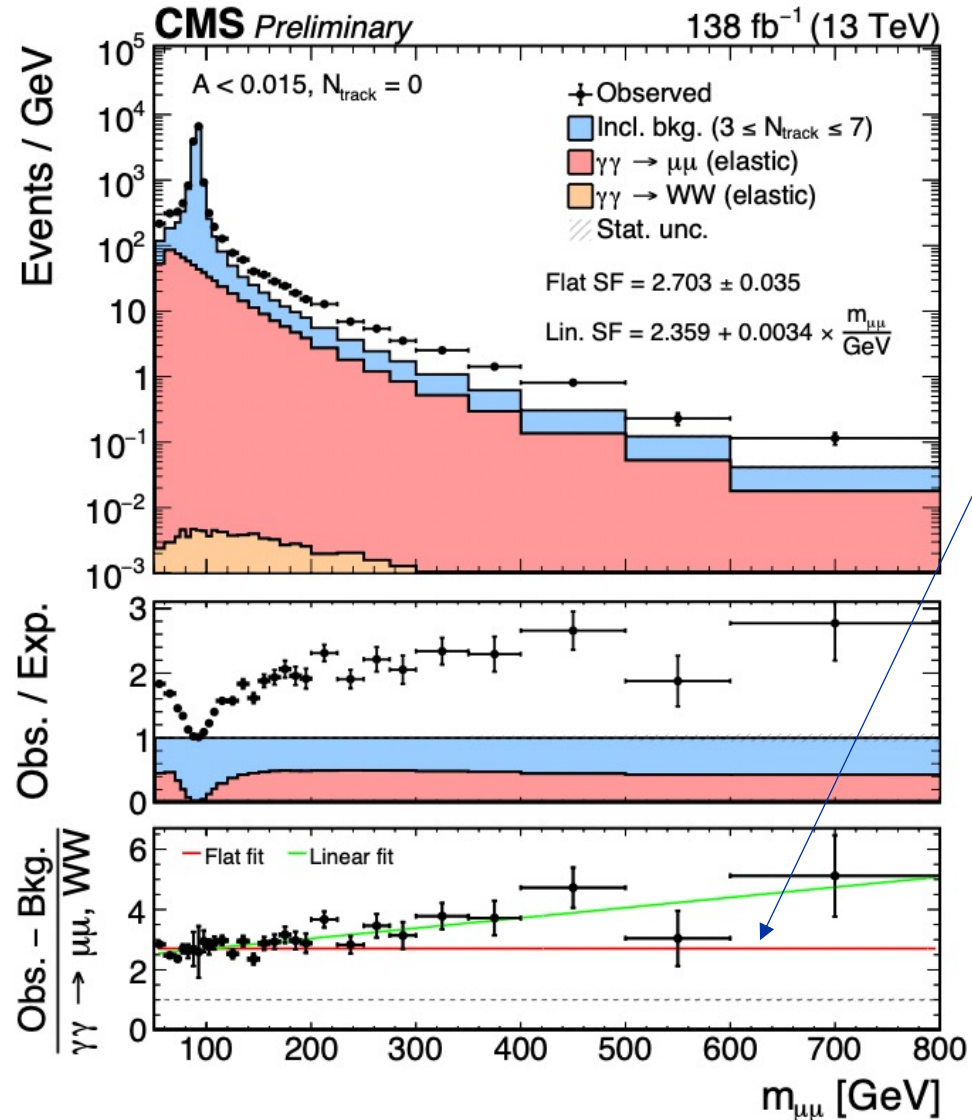 CMS Preliminary 138 fb⁻¹ (13 TeV)
Events / GeV
10⁵
10⁴
10³
10²
10
1
10⁻¹
10⁻²
10⁻³
A < 0.015, N_track = 0
Observed
Incl. bkg. (3 ≤ N_track ≤ 7)
γγ → μμ (elastic)
γγ → WW (elastic)
Stat. unc.
Flat SF = 2.703 ± 0.035
Lin. SF = 2.359 + 0.0034 × m_μμ / GeV
Obs. / Exp.
3
2
1
0
Obs. − Bkg.
γγ → μμ, WW
6
4
2
0
Flat fit Linear fit
100 200 300 400 500 600 700 800
m_μμ [GeV]